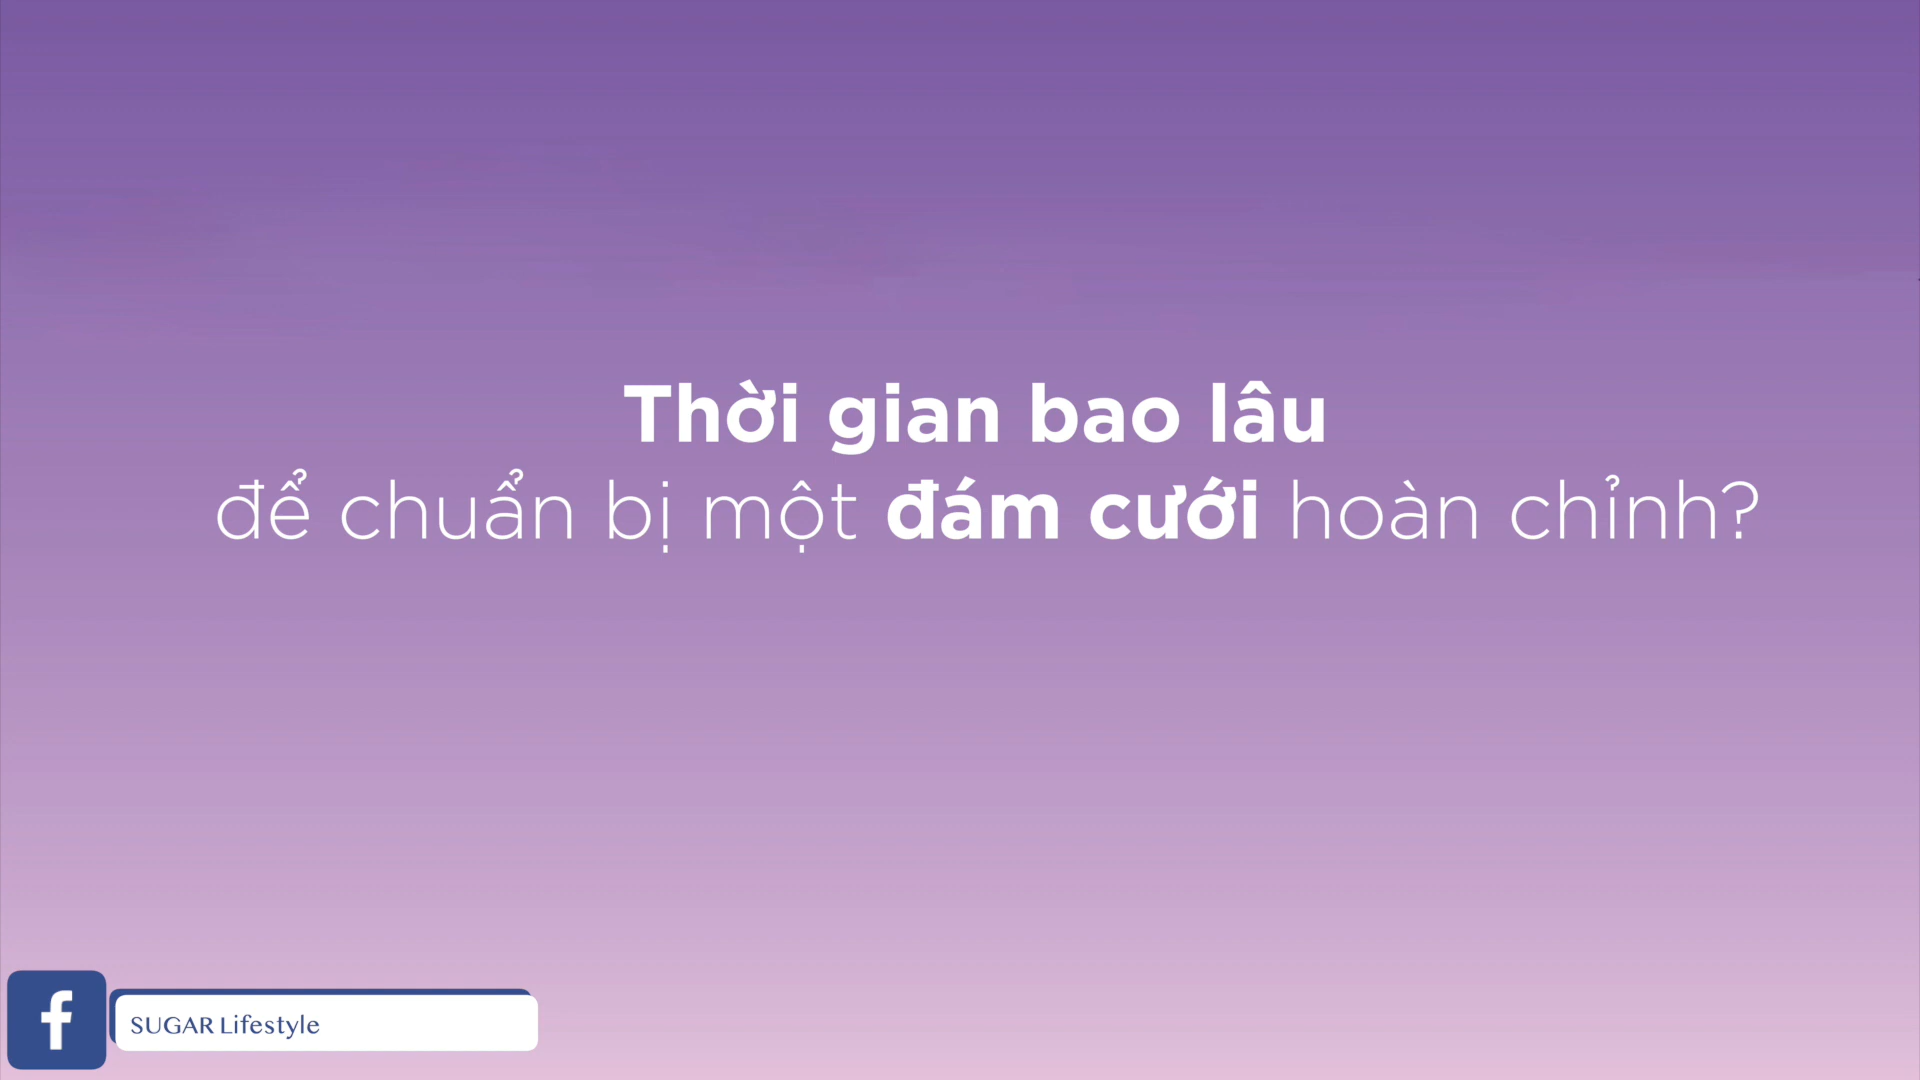 Thời gian bao lâu
để chuẩn bị một đám cưới hoàn chỉnh?
SUGAR Lifestyle